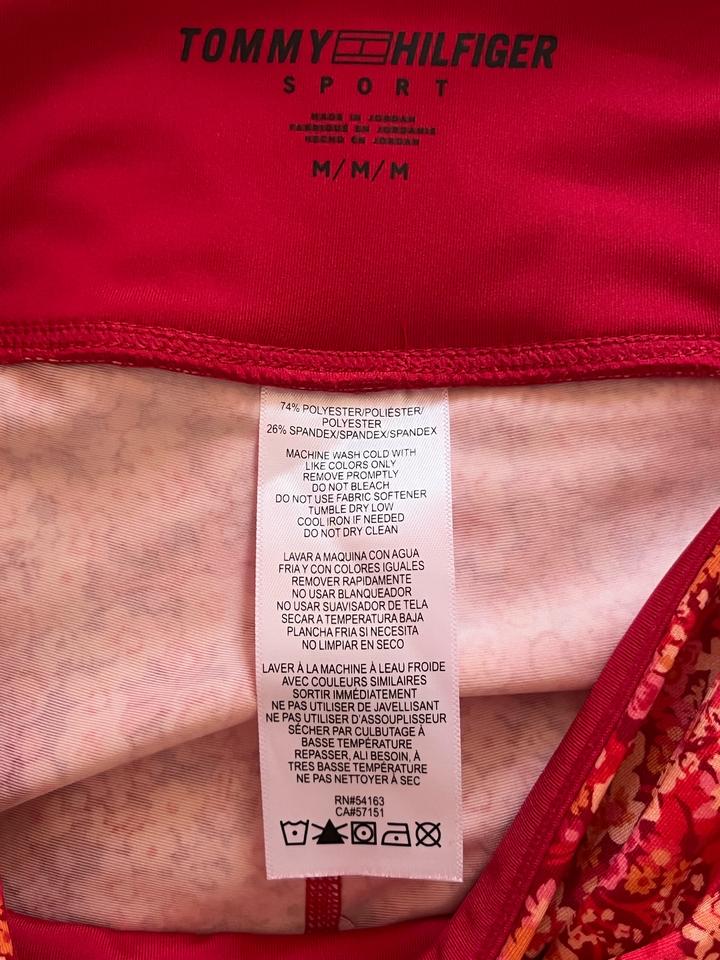 TOMMY HILFIGER
SPORT
MADE IN JORDAN
FABRIQUÉ EN JORDANIE
HECHO EN JORDAN
M/M/M
74% POLYESTER/POLIÉSTER/
POLYESTER
26% SPANDEX/SPANDEX/SPANDEX
MACHINE WASH COLD WITH
LIKE COLORS ONLY
REMOVE PROMPTLY
DO NOT BLEACH
DO NOT USE FABRIC SOFTENER
TUMBLE DRY LOW
COOL IRON IF NEEDED
DO NOT DRY CLEAN
LAVAR A MAQUINA CON AGUA
FRIA Y CON COLORES IGUALES
REMOVER RAPIDAMENTE
NO USAR BLANQUEADOR
NO USAR SUAVISADOR DE TELA
SECAR A TEMPERATURA BAJA
PLANCHA FRIA SI NECESITA
NO LIMPIAR EN SECO
LAVER À LA MACHINE À LEAU FROIDE
AVEC COULEURS SIMILAIRES
SORTIR IMMÉDIATEMENT
NE PAS UTILISER DE JAVELLISANT
NE PAS UTILISER D'ASSOUPLISSEUR
SÉCHER PAR CULBUTAGE À
BASSE TEMPÉRATURE
REPASSER, ALI BESOIN, À
TRES BASSE TEMPÉRATURE
NE PAS NETTOYER À SEC
RN#54163
CA#57151